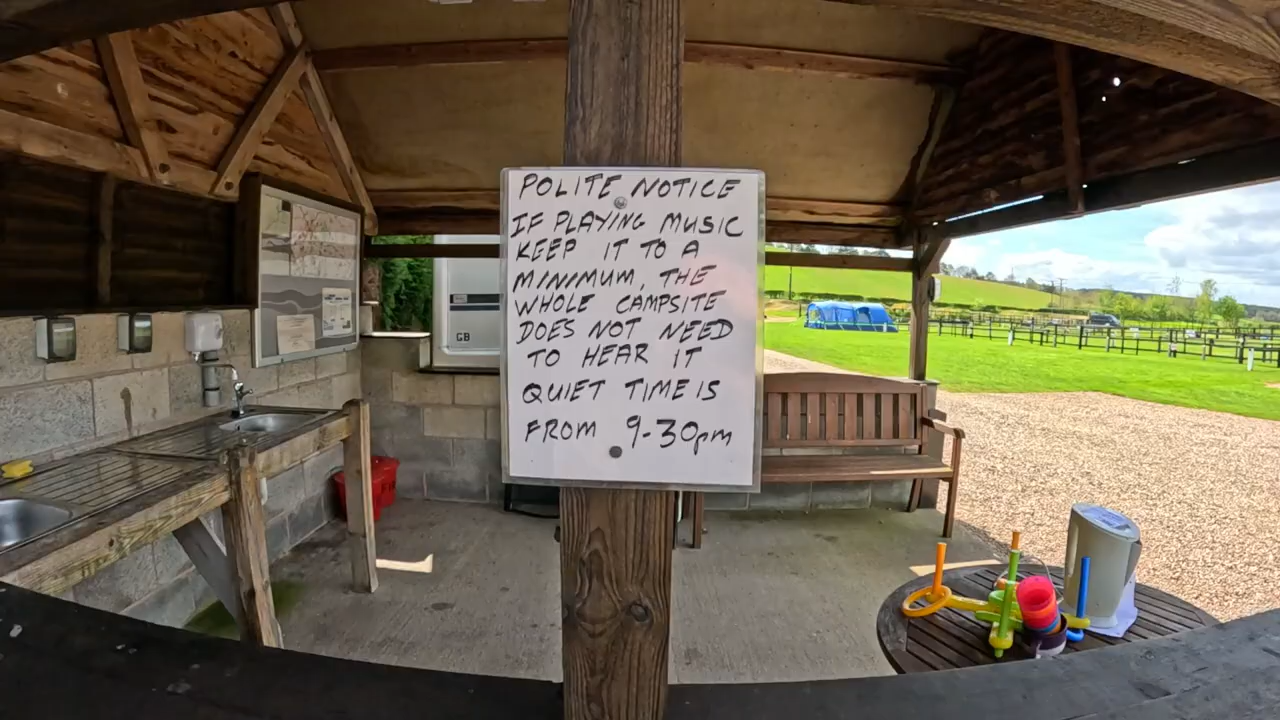 POLITE NOTICE
IF PLAYING MUSIC
KEEP IT TO A
MINIMUM, THE
WHOLE CAMPSITE
DOES NOT NEED
TO HEAR IT
QUIET TIME IS
FROM 9-30pm
GB